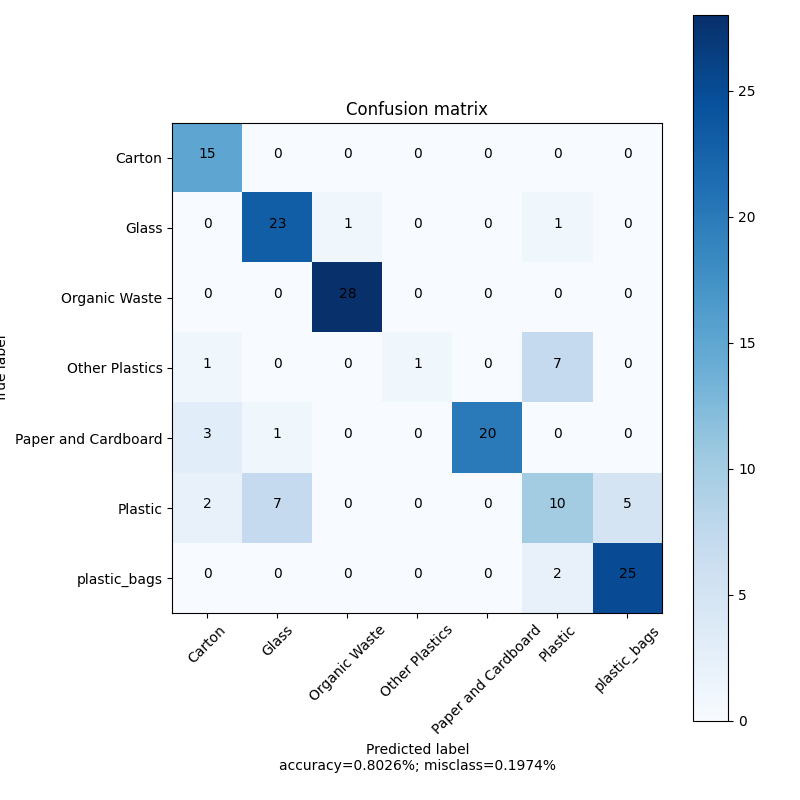 Confusion matrix
Carton 15 0 0 0 0 0 0
Glass 0 23 1 0 0 1 0
Organic Waste 0 0 28 0 0 0 0
Other Plastics 1 0 0 1 0 7 0
Paper and Cardboard 3 1 0 0 20 0 0
Plastic 2 7 0 0 0 10 5
plastic_bags 0 0 0 0 0 2 25
Carton Glass Organic Waste Other Plastics Paper and Cardboard Plastic plastic_bags
Predicted label
accuracy=0.8026%; misclass=0.1974%
label
25
20
15
10
5
0